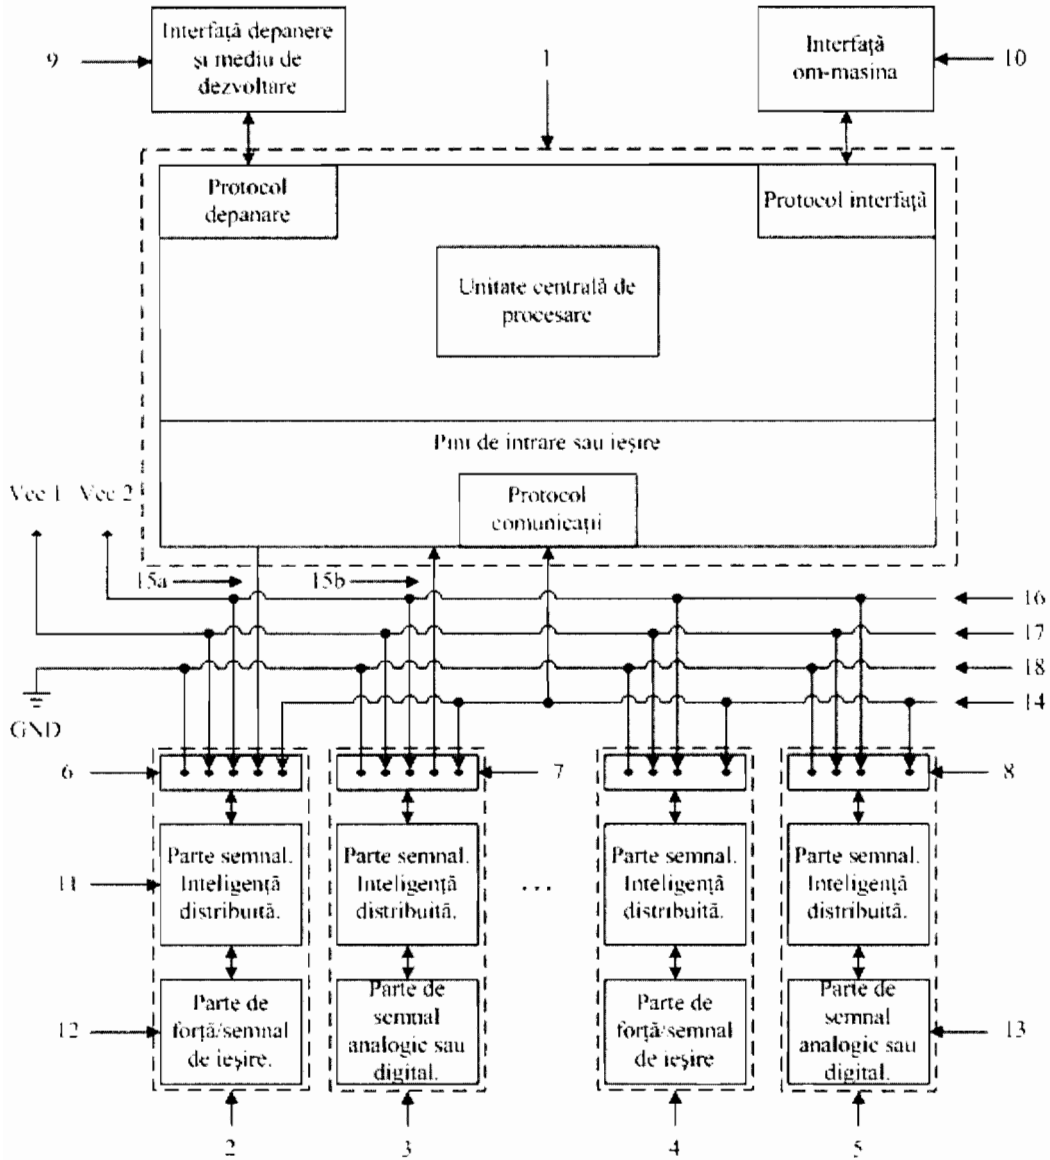 Interfață depanere
și mediu de
dezvoltare
9
1
Interfață
om-masina
10
Protocol
depanare
Protocol interfață
Unitate centrală de
procesare
Pini de intrare sau ieșire
Protocol
comunicații
Vcc 1
Vcc 2
15a
15b
16
17
18
14
GND
6
7
8
Parte semnal.
Inteligență
distribuită.
Parte semnal.
Inteligență
distribuită.
...
Parte semnal.
Inteligență
distribuită.
Parte semnal.
Inteligență
distribuită.
11
Parte de
forță/semnal
de ieșire.
Parte de
semnal
analogic sau
digital.
Parte de
forță/semnal
de ieșire
Parte de
semnal
analogic sau
digital.
12
13
2
3
4
5